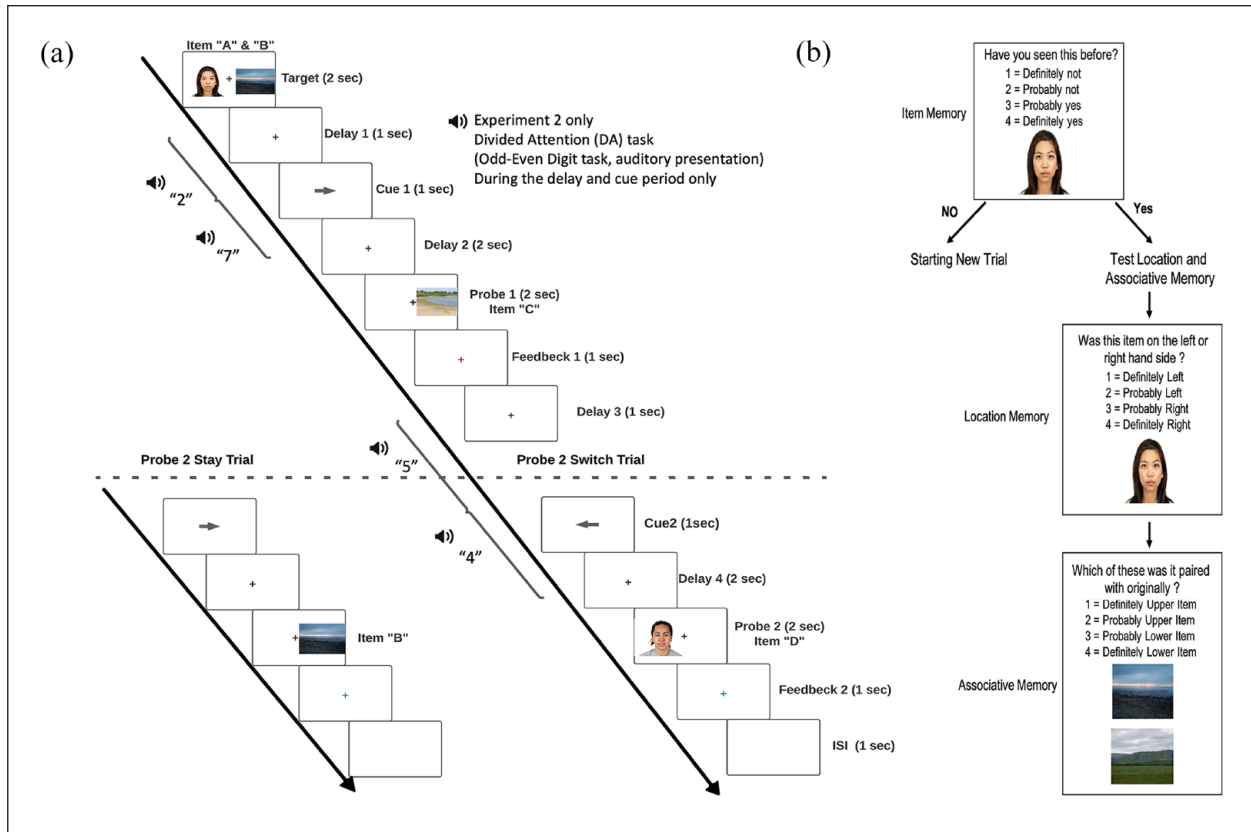 (a)
Item "A" & "B"
Target (2 sec)
Delay 1 (1 sec)
Cue 1 (1 sec)
Delay 2 (2 sec)
Probe 1 (2 sec)
Item "C"
Feedbeck 1 (1 sec)
Delay 3 (1 sec)
Experiment 2 only
Divided Attention (DA) task
(Odd-Even Digit task, auditory presentation)
During the delay and cue period only
"2"
"7"
"5"
"4"
Probe 2 Stay Trial
Item "B"
Probe 2 Switch Trial
Cue2 (1sec)
Delay 4 (2 sec)
Probe 2 (2 sec)
Item "D"
Feedbeck 2 (1 sec)
ISI (1 sec)
(b)
Item Memory
Have you seen this before?
1 = Definitely not
2 = Probably not
3 = Probably yes
4 = Definitely yes
NO
Yes
Starting New Trial
Test Location and
Associative Memory
Location Memory
Was this item on the left or
right hand side ?
1 = Definitely Left
2 = Probably Left
3 = Probably Right
4 = Definitely Right
Associative Memory
Which of these was it paired
with originally ?
1 = Definitely Upper Item
2 = Probably Upper Item
3 = Probably Lower Item
4 = Definitely Lower Item